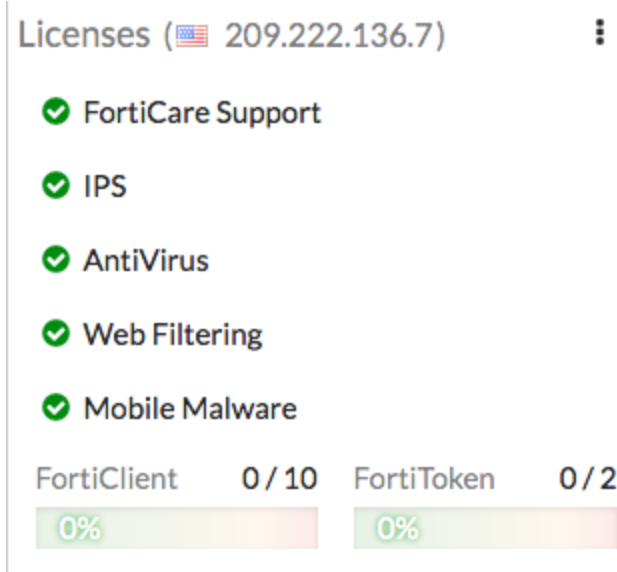 Licenses (209.222.136.7)
FortiCare Support
IPS
AntiVirus
Web Filtering
Mobile Malware
FortiClient 0 / 10 FortiToken 0 / 2
0% 0%